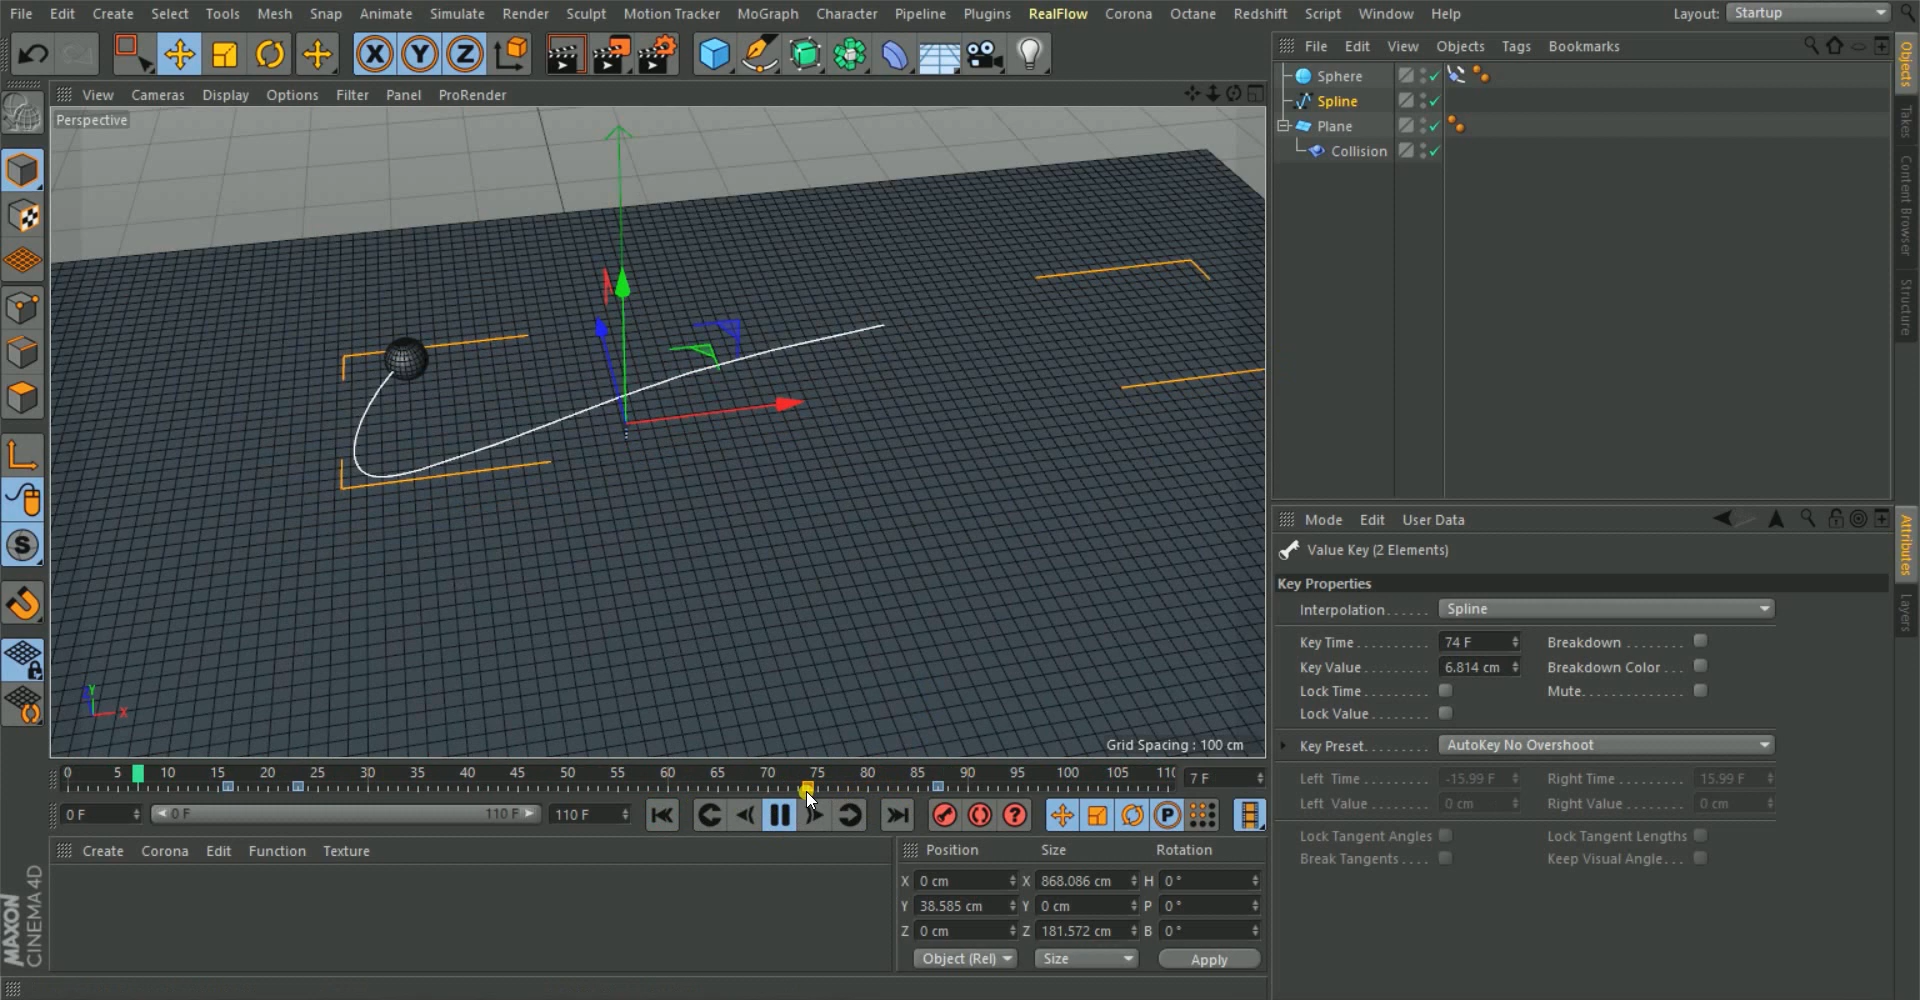 File Edit Create Select Tools Mesh Snap Animate Simulate Render Sculpt Motion Tracker MoGraph Character Pipeline Plugins RealFlow Corona Octane Redshift Script Window Help Layout: Startup
X Y Z
File Edit View Objects Tags Bookmarks
View Cameras Display Options Filter Panel ProRender
Perspective
Sphere
Spline
Plane
Collision
Objects
Takes
Content Browser
Structure
Grid Spacing : 100 cm
Y
X
S
Mode Edit User Data
Value Key (2 Elements)
Key Properties
Interpolation...... Spline
Key Time......... 74 F Breakdown........
Key Value........ 6.814 cm Breakdown Color...
Lock Time........ Mute.............
Lock Value.......
Key Preset....... AutoKey No Overshoot
Left Time......... -15.99 F Right Time........ 15.99 F
Left Value........ 0 cm Right Value....... 0 cm
Lock Tangent Angles Lock Tangent Lengths
Break Tangents.... Keep Visual Angle...
Attributes
Layers
0 5 10 15 20 25 30 35 40 45 50 55 60 65 70 75 80 85 90 95 100 105 110 7 F
0 F 0 F 110 F 110 F ? P
Create Corona Edit Function Texture
Position Size Rotation
X 0 cm X 868.086 cm H 0 °
Y 38.585 cm Y 0 cm P 0 °
Z 0 cm Z 181.572 cm B 0 °
Object (Rel) Size Apply
MAXON
CINEMA 4D